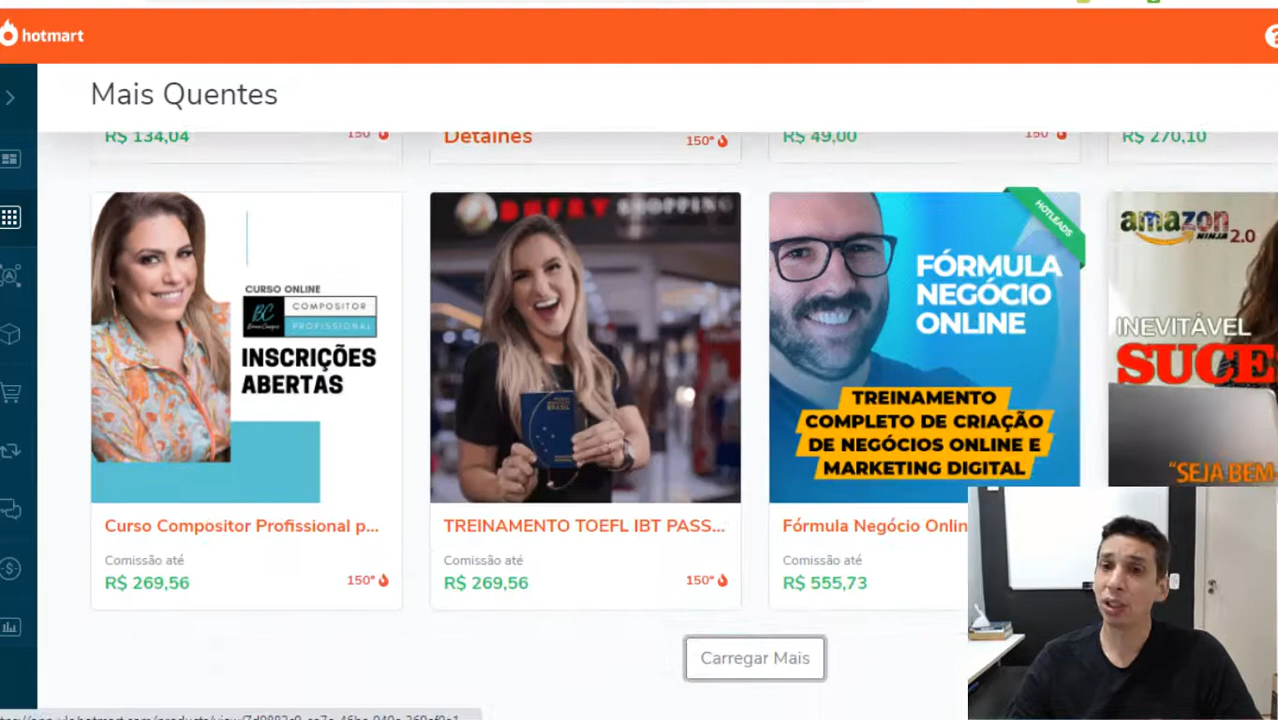 hotmart
Mais Quentes
R$ 134,04
150°
Detalhes
150°
R$ 49,00
150°
R$ 270,10
CURSO ONLINE
BC
COMPOSITOR
PROFISSIONAL
INSCRIÇÕES
ABERTAS
DUFRY SHOPPING
HOTLEADS
FÓRMULA
NEGÓCIO
ONLINE
TREINAMENTO
COMPLETO DE CRIAÇÃO
DE NEGÓCIOS ONLINE E
MARKETING DIGITAL
amazon
NINJA 2.0
INEVITÁVEL
SUCE
"SEJA BEM
Curso Compositor Profissional p...
Comissão até
R$ 269,56
150°
TREINAMENTO TOEFL IBT PASS...
Comissão até
R$ 269,56
150°
Fórmula Negócio Onlin
Comissão até
R$ 555,73
Carregar Mais